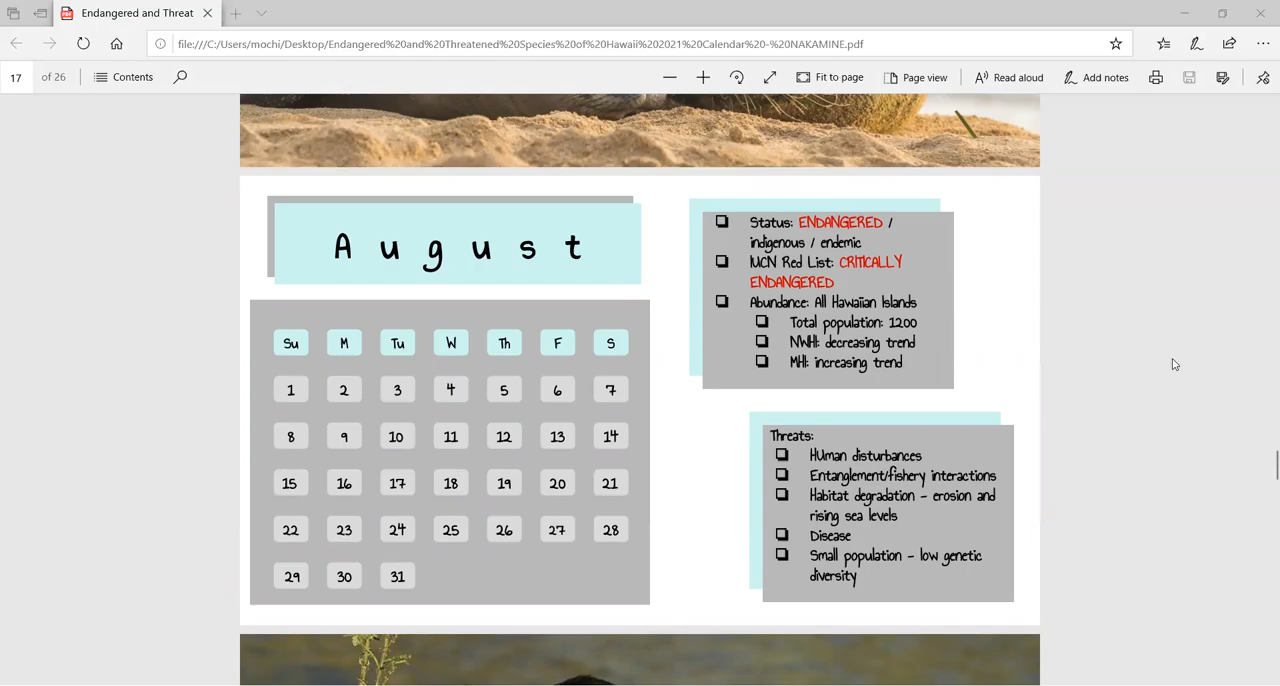 Endangered and Threat
file:///C:/Users/mochi/Desktop/Endangered%20and%20Threatened%20Species%20of%20Hawaii%202021%20Calendar%20-%20NAKAMINE.pdf
17 of 26 Contents Fit to page Page view Read aloud Add notes
August
Su M Tu W Th F S
1 2 3 4 5 6 7
8 9 10 11 12 13 14
15 16 17 18 19 20 21
22 23 24 25 26 27 28
29 30 31
Status: ENDANGERED /
indigenous / endemic
IUCN Red List: CRITICALLY
ENDANGERED
Abundance: All Hawaiian Islands
Total population: 1200
NWHI: decreasing trend
MHI: increasing trend
Threats:
Human disturbances
Entanglement/fishery interactions
Habitat degradation - erosion and
rising sea levels
Disease
Small population - low genetic
diversity